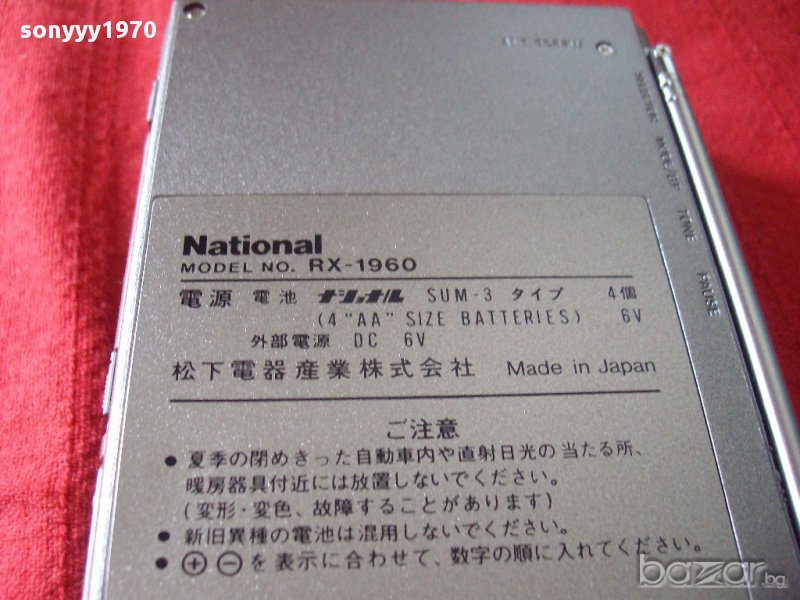 sonyyy1970
SELECTOR
MODE/BF
TONE
PAUSE
National
MODEL NO. RX-1960
電源 電池 ナショナル SUM-3 タイプ 4個
(4 "AA" SIZE BATTERIES) 6V
外部電源 DC 6V
松下電器産業株式会社 Made in Japan
ご注意
● 夏季の閉めきった自動車内や直射日光の当たる所、
暖房器具付近には放置しないでください。
(変形・変色、故障することがあります)
● 新旧異種の電池は混用しないでください。
● ⊕⊖を表示に合わせて、数字の順に入れてください。
bazar.bg